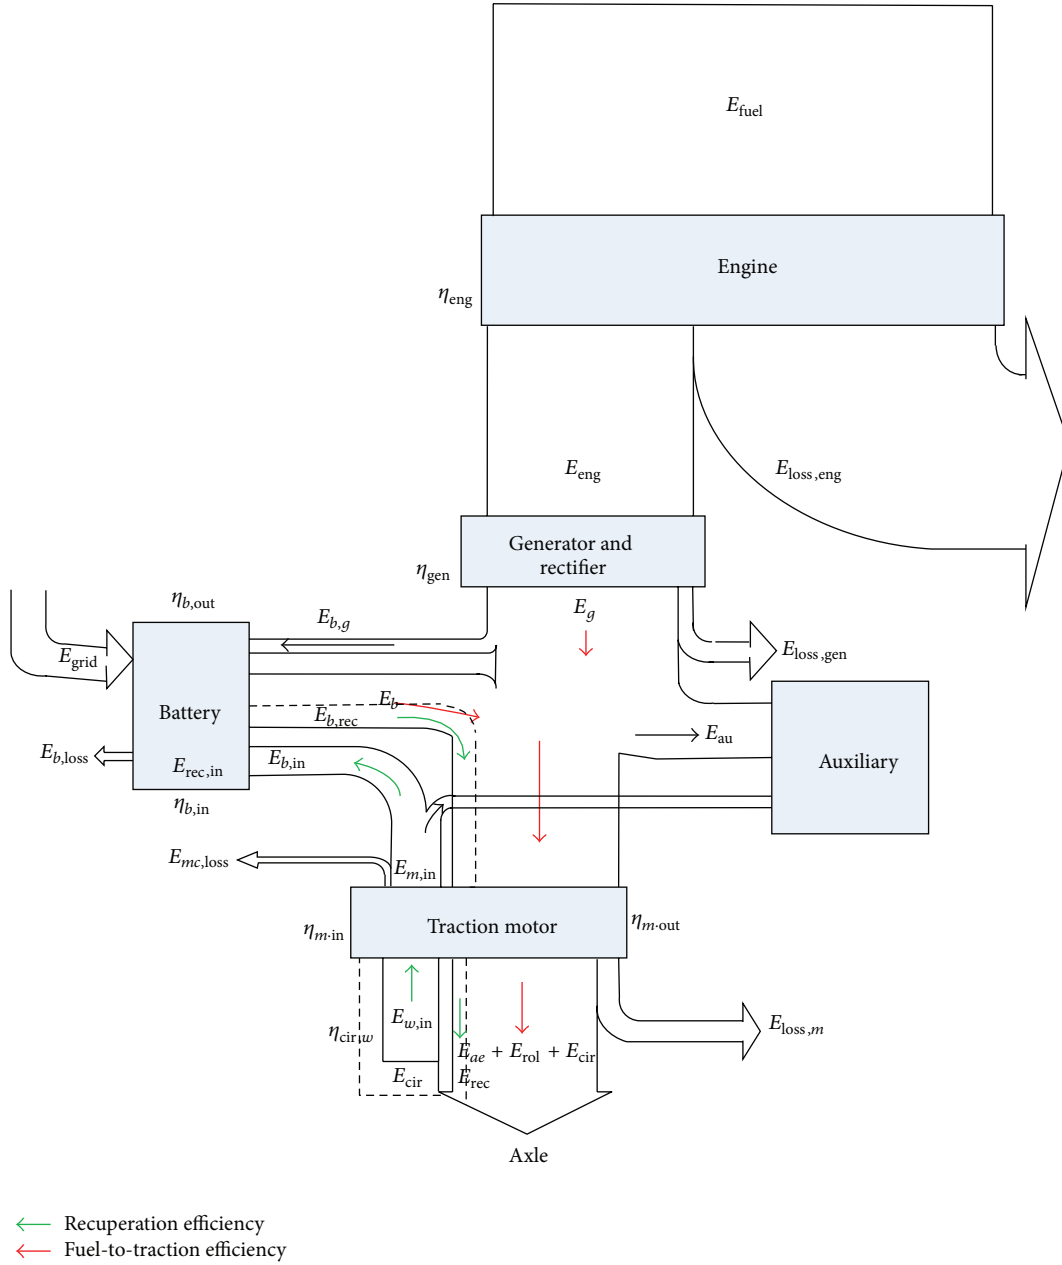 E_fuel
Engine
η_eng
E_eng
E_loss,eng
Generator and
rectifier
η_gen
η_b,out
E_b,g
E_g
E_grid
E_loss,gen
Battery
E_b
E_b,rec
E_au
E_b,loss
E_rec,in
E_b,in
Auxiliary
η_b,in
E_mc,loss
E_m,in
η_m·in
Traction motor
η_m·out
E_w,in
η_cir,w
E_loss,m
E_ae + E_rol + E_cir
E_cir
E_rec
Axle
Recuperation efficiency
Fuel-to-traction efficiency